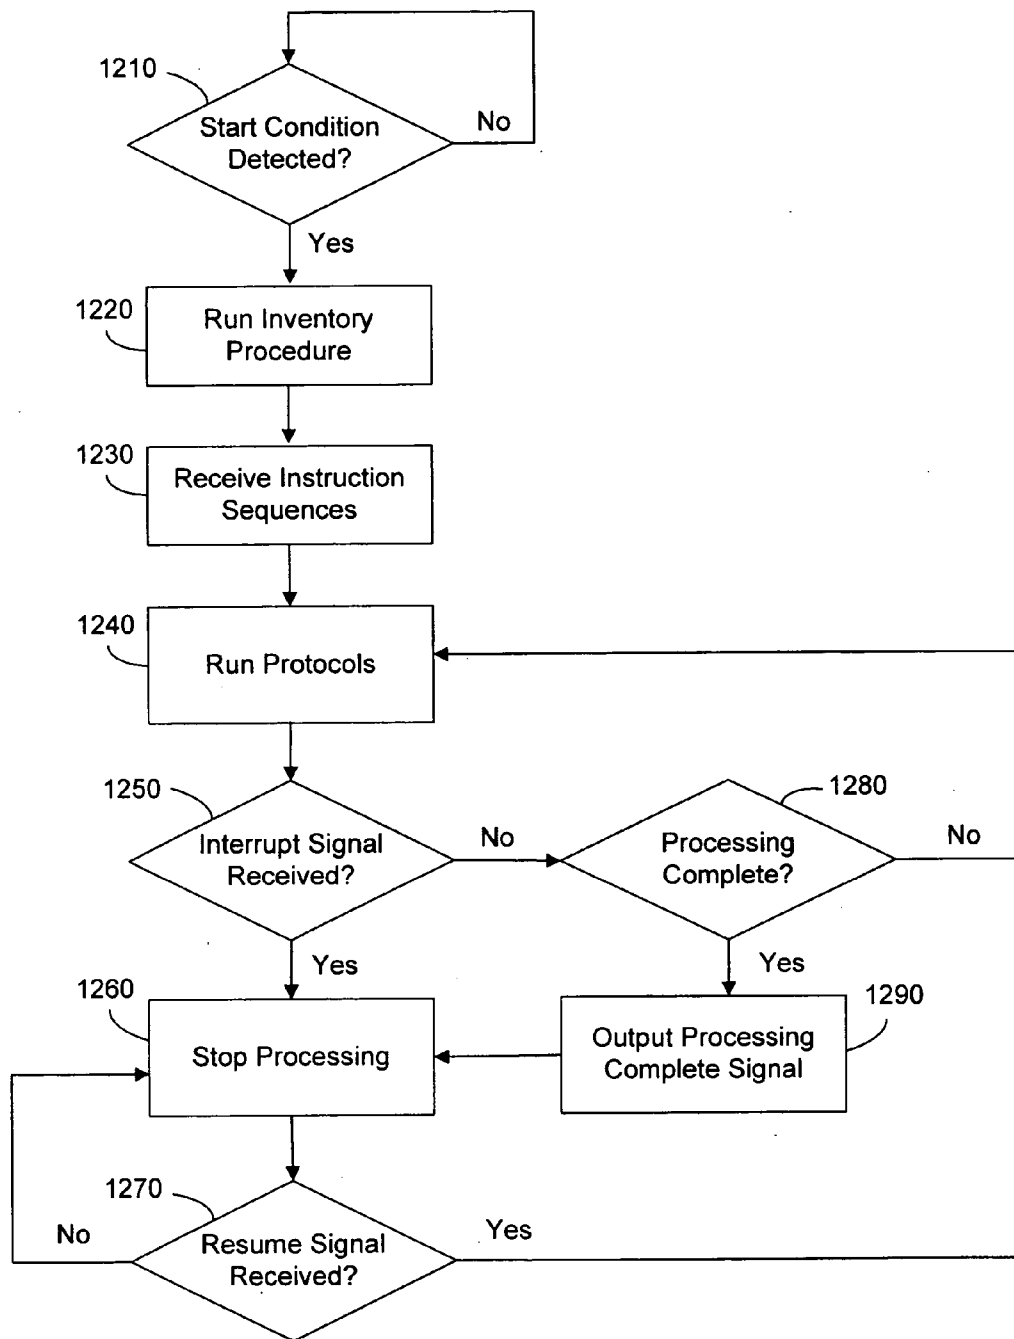 1210
Start Condition
Detected?
No
Yes
1220
Run Inventory
Procedure
1230
Receive Instruction
Sequences
1240
Run Protocols
1250
Interrupt Signal
Received?
No
1280
Processing
Complete?
No
Yes
Yes
1260
Stop Processing
1290
Output Processing
Complete Signal
1270
No
Resume Signal
Received?
Yes